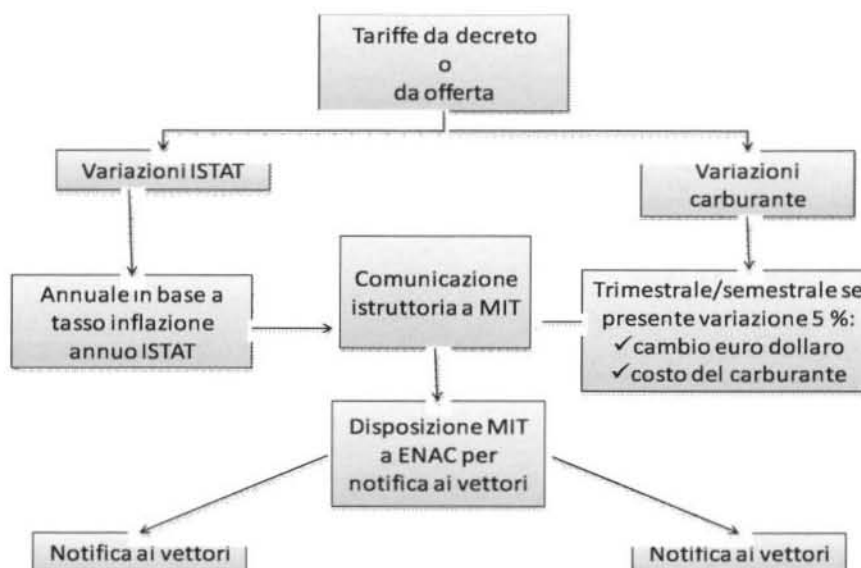 Tariffe da decreto
o
da offerta
Variazioni ISTAT
Variazioni
carburante
Annuale in base a
tasso inflazione
annuo ISTAT
Comunicazione
istruttoria a MIT
Trimestrale/semestrale se
presente variazione 5 %:
✓cambio euro dollaro
✓costo del carburante
Disposizione MIT
a ENAC per
notifica ai vettori
Notifica ai vettori
Notifica ai vettori